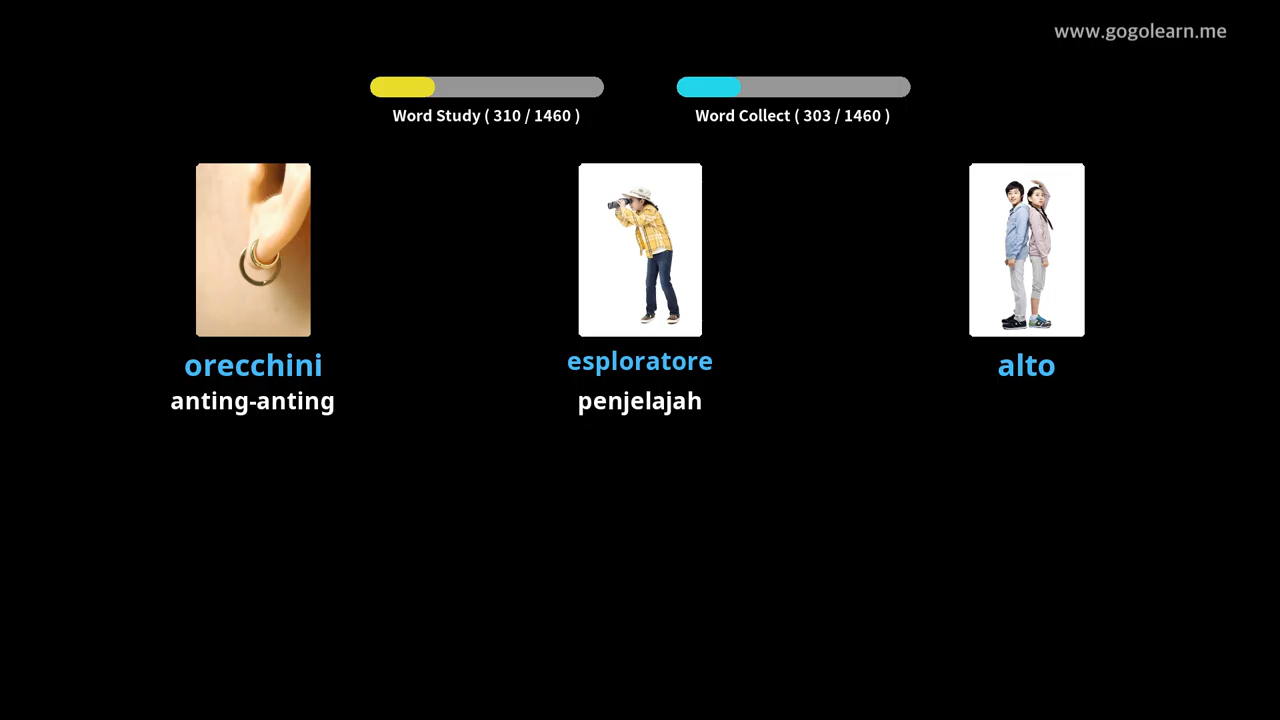 www.gogolearn.me
Word Study ( 310 / 1460 )
Word Collect ( 303 / 1460 )
orecchini
anting-anting
esploratore
penjelajah
alto